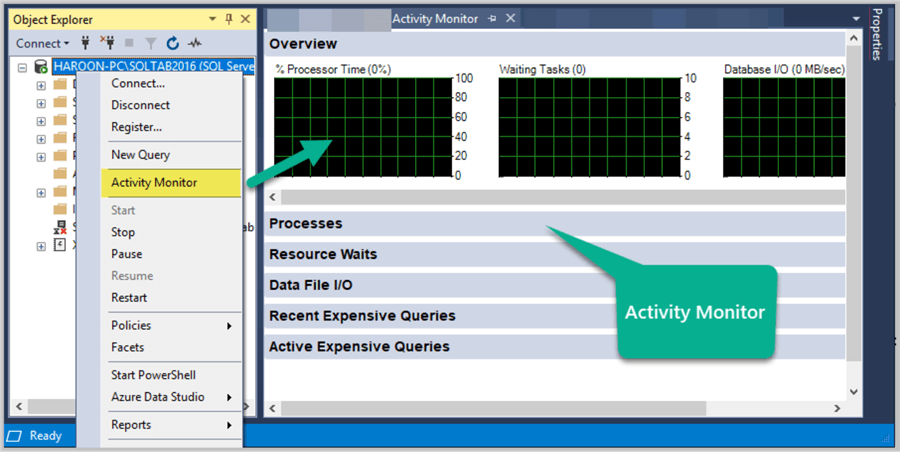 Object Explorer
Connect
HAROON-PC\SQLTAB2016 (SQL Serve
Connect...
Disconnect
Register...
New Query
Activity Monitor
Start
Stop
Pause
Resume
Restart
Policies
Facets
Start PowerShell
Azure Data Studio
Reports
ab
Ready
Activity Monitor
Overview
% Processor Time (0%)
100
80
60
40
20
0
Waiting Tasks (0)
10
8
6
4
2
0
Database I/O (0 MB/sec)
Processes
Resource Waits
Data File I/O
Recent Expensive Queries
Active Expensive Queries
Activity Monitor
Properties